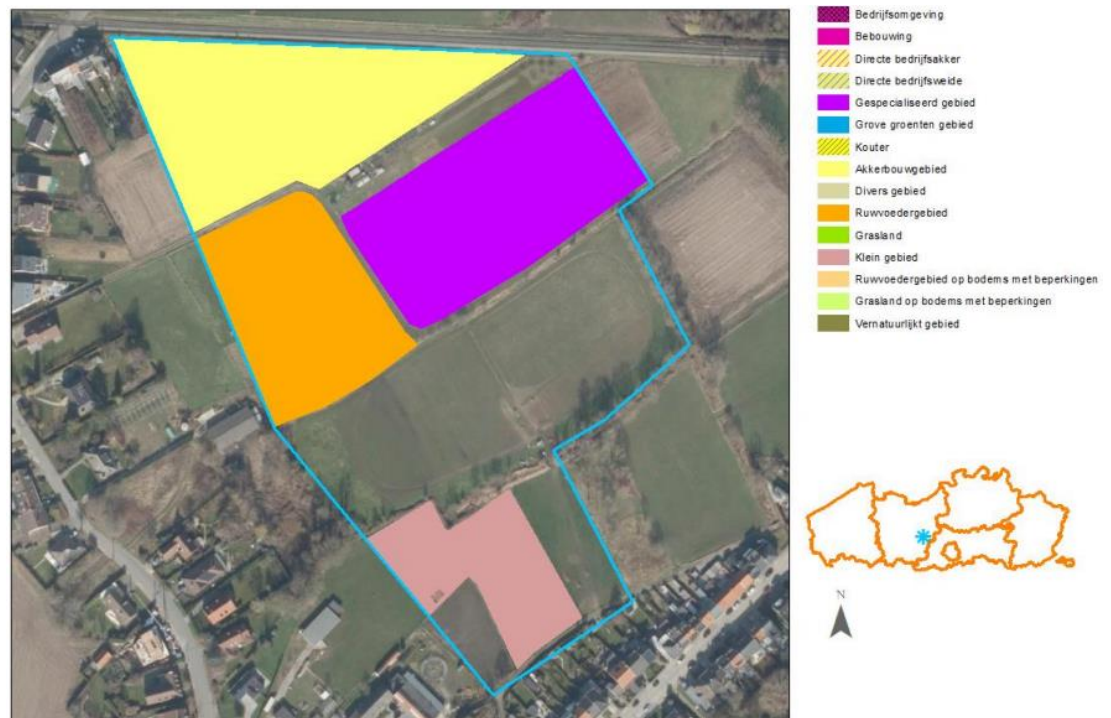 Bedrijfsomgeving
Bebouwing
Directe bedrijfsakker
Directe bedrijfsweide
Gespecialiseerd gebied
Grove groenten gebied
Kouter
Akkerbouwgebied
Divers gebied
Ruwvoedergebied
Grasland
Klein gebied
Ruwvoedergebied op bodems met beperkingen
Grasland op bodems met beperkingen
Vernatuurlijkt gebied
N